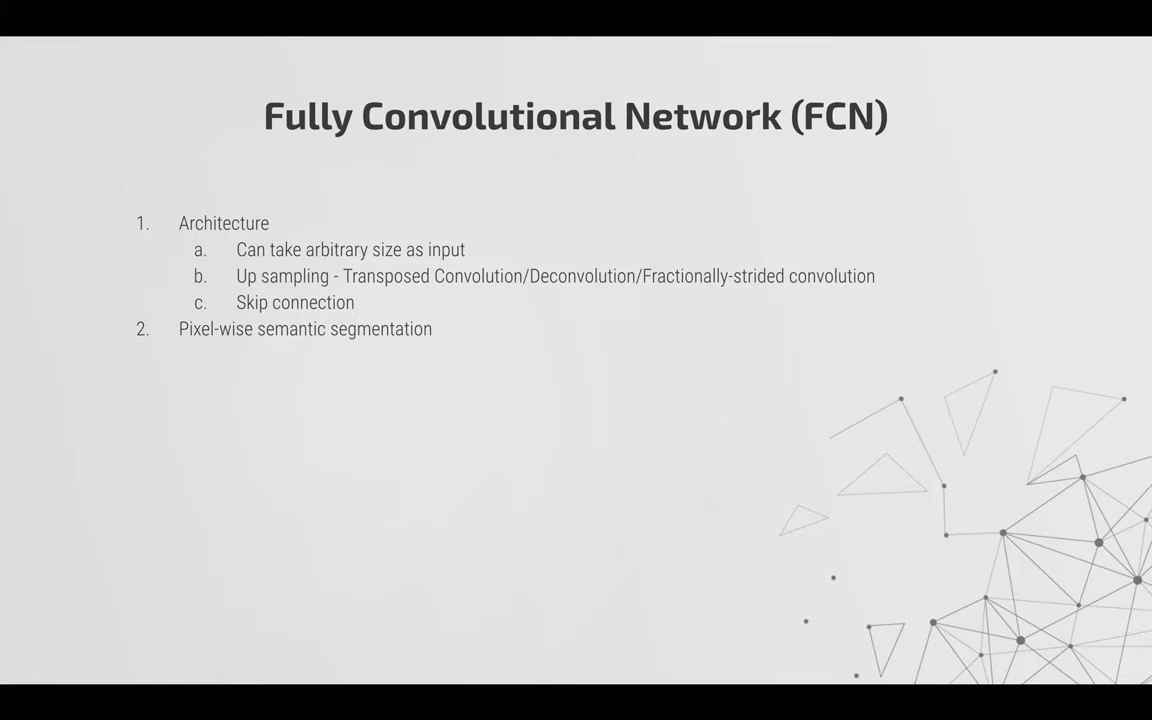 Fully Convolutional Network (FCN)
1. Architecture
a. Can take arbitrary size as input
b. Up sampling - Transposed Convolution/Deconvolution/Fractionally-strided convolution
c. Skip connection
2. Pixel-wise semantic segmentation